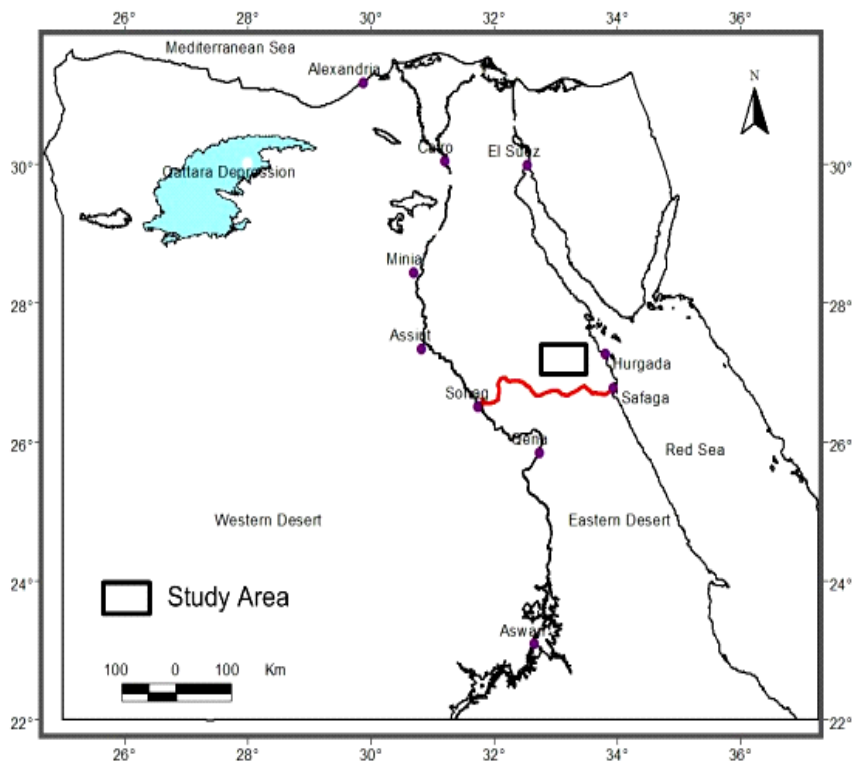 26° 28° 30° 32° 34° 36°
Mediterranean Sea
Alexandria
N
Cairo
El Suez
30° 30°
Qattara Depression
Minia
28° 28°
Assiut
Hurgada
Sohag
Safaga
26° 26°
Qena
Red Sea
Western Desert
Eastern Desert
24° 24°
Study Area
Aswan
100 0 100 Km
22° 22°
26° 28° 30° 32° 34° 36°